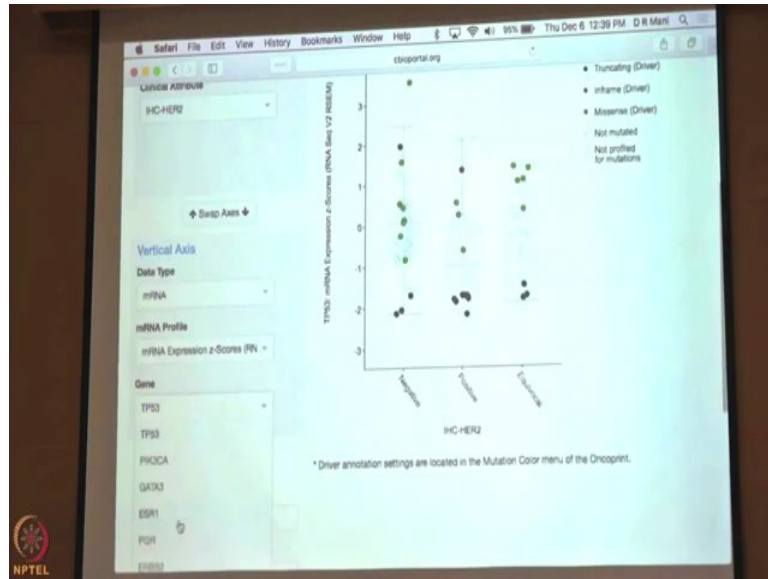 Safari File Edit View History Bookmarks Window Help 95% Thu Dec 6 12:39 PM D R Mani
cbioportal.org
Clinical Attribute
IHC-HER2
Swap Axes
Vertical Axis
Data Type
mRNA
mRNA Profile
mRNA Expression z-Scores (RN
Gene
TP53
TP53
PIK3CA
GATA3
ESR1
PGR
ERBB2
TP53: mRNA Expression z-Scores (RNA Seq V2 RSEM)
3
2
1
0
-1
-2
-3
Negative
Positive
Equivocal
IHC-HER2
Truncating (Driver)
Inframe (Driver)
Missense (Driver)
Not mutated
Not profiled
for mutations
* Driver annotation settings are located in the Mutation Color menu of the Oncoprint.
NPTEL